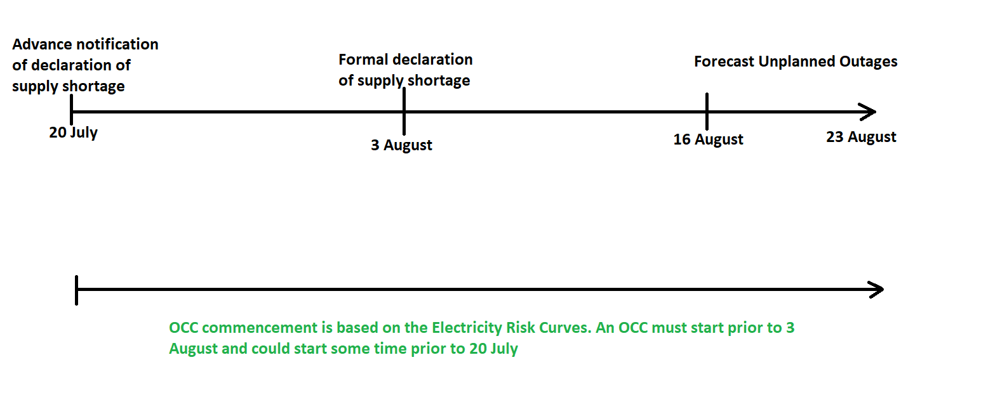 Advance notification
of declaration of
supply shortage
Formal declaration
of supply shortage
Forecast Unplanned Outages
20 July
3 August
16 August
23 August
OCC commencement is based on the Electricity Risk Curves. An OCC must start prior to 3
August and could start some time prior to 20 July